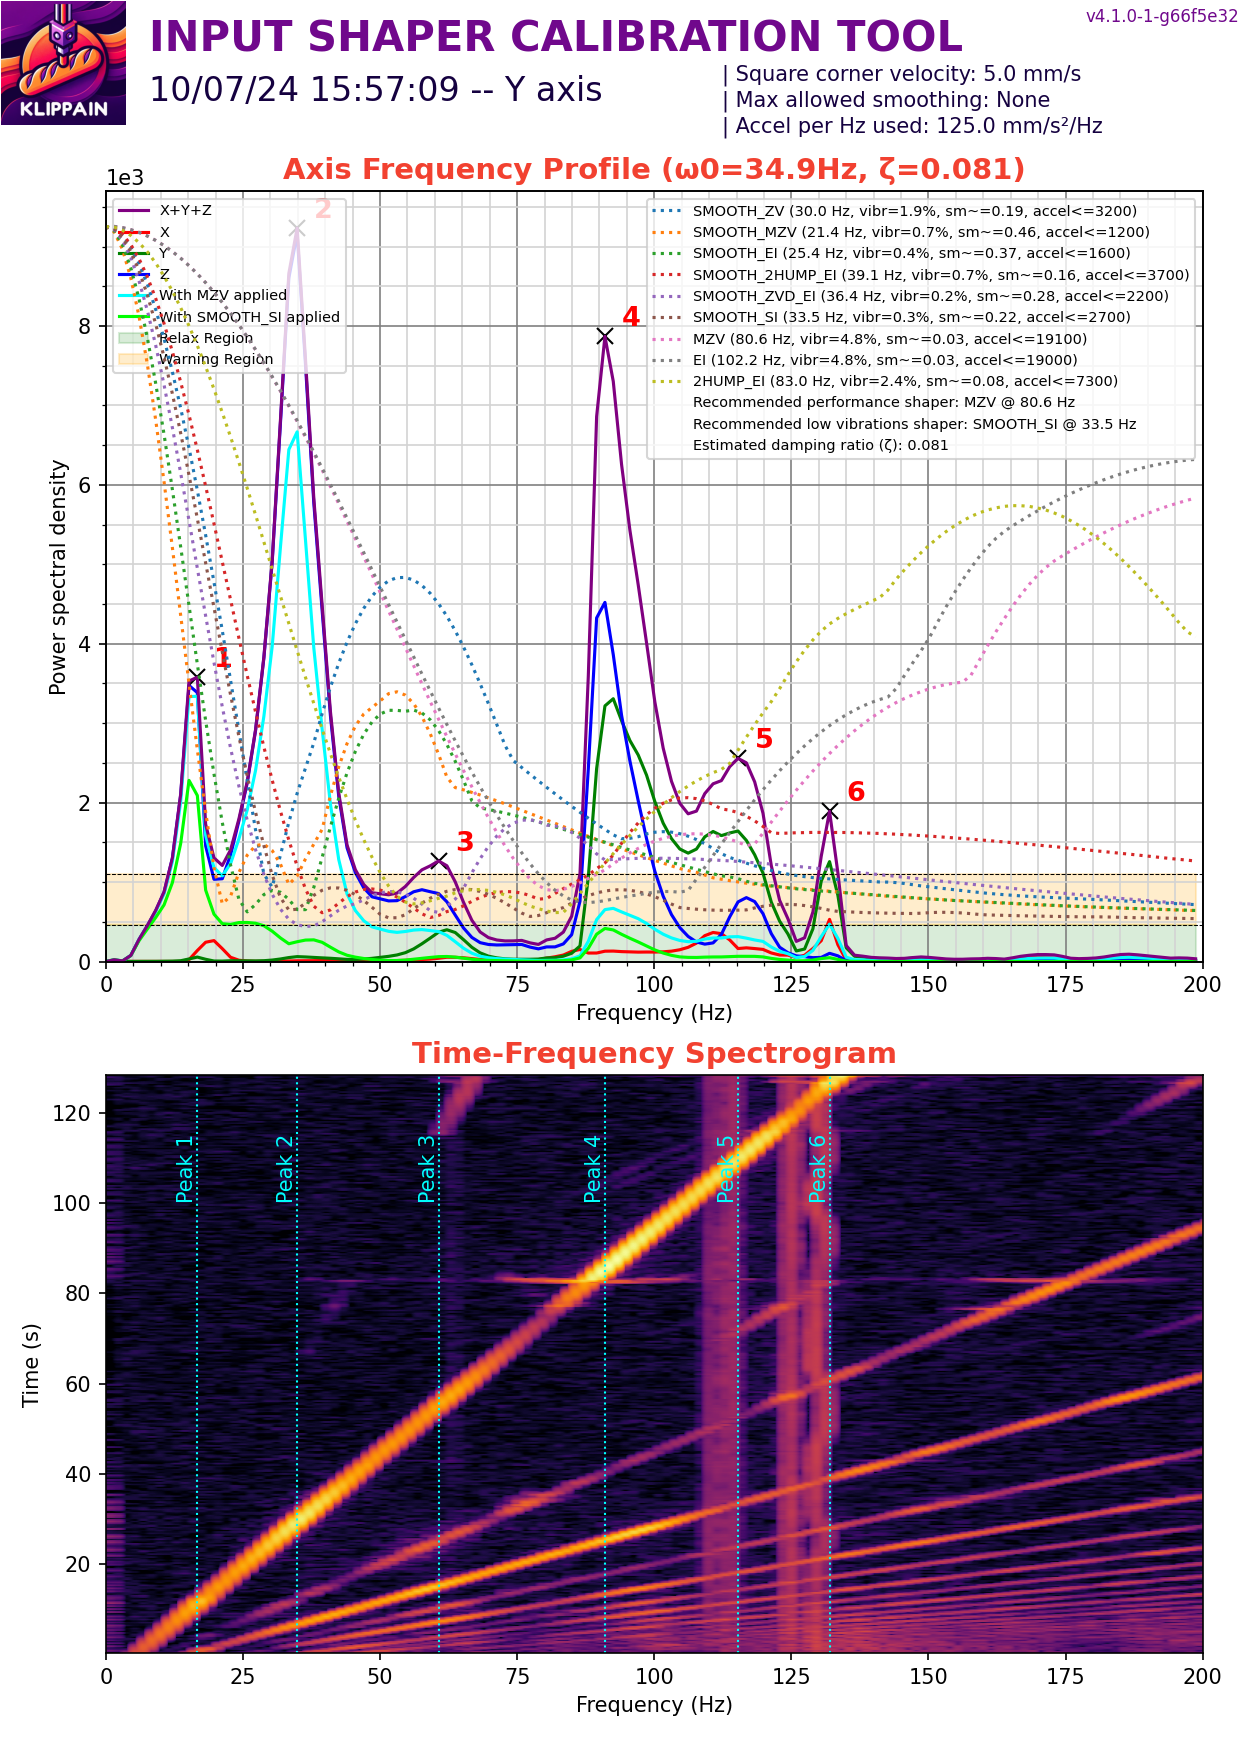 v4.1.0-1-g66f5e32
KLIPPAIN
INPUT SHAPER CALIBRATION TOOL
10/07/24 15:57:09 -- Y axis
| Square corner velocity: 5.0 mm/s
| Max allowed smoothing: None
| Accel per Hz used: 125.0 mm/s²/Hz
Axis Frequency Profile (ω0=34.9Hz, ζ=0.081)
1e3
X+Y+Z
X
Y
Z
With MZV applied
With SMOOTH_SI applied
Relax Region
Warning Region
SMOOTH_ZV (30.0 Hz, vibr=1.9%, sm~=0.19, accel<=3200)
SMOOTH_MZV (21.4 Hz, vibr=0.7%, sm~=0.46, accel<=1200)
SMOOTH_EI (25.4 Hz, vibr=0.4%, sm~=0.37, accel<=1600)
SMOOTH_2HUMP_EI (39.1 Hz, vibr=0.7%, sm~=0.16, accel<=3700)
SMOOTH_ZVD_EI (36.4 Hz, vibr=0.2%, sm~=0.28, accel<=2200)
SMOOTH_SI (33.5 Hz, vibr=0.3%, sm~=0.22, accel<=2700)
MZV (80.6 Hz, vibr=4.8%, sm~=0.03, accel<=19100)
EI (102.2 Hz, vibr=4.8%, sm~=0.03, accel<=19000)
2HUMP_EI (83.0 Hz, vibr=2.4%, sm~=0.08, accel<=7300)
Recommended performance shaper: MZV @ 80.6 Hz
Recommended low vibrations shaper: SMOOTH_SI @ 33.5 Hz
Estimated damping ratio (ζ): 0.081
1
2
3
4
5
6
Power spectral density
8
6
4
2
0
0 25 50 75 100 125 150 175 200
Frequency (Hz)
Time-Frequency Spectrogram
Time (s)
120
100
80
60
40
20
Peak 1
Peak 2
Peak 3
Peak 4
Peak 5
Peak 6
0 25 50 75 100 125 150 175 200
Frequency (Hz)